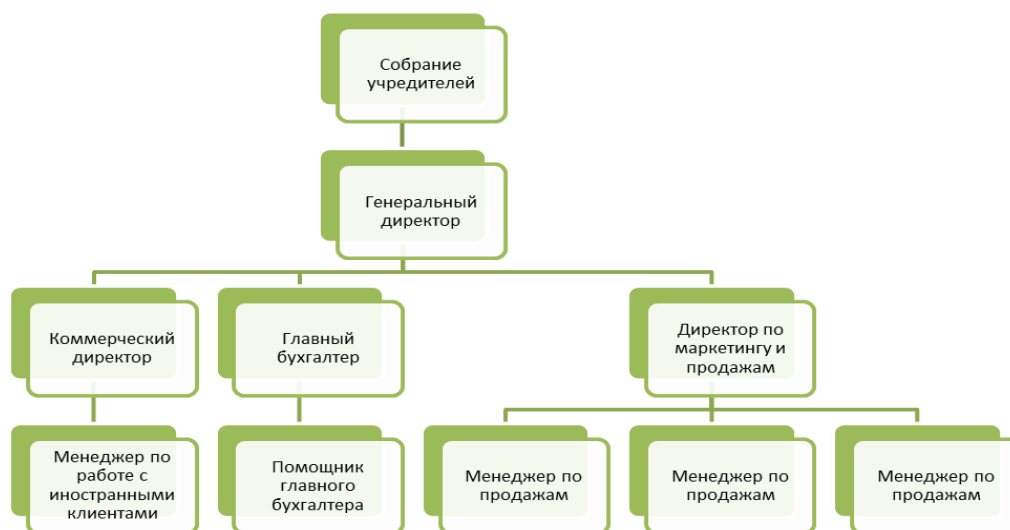 Собрание
учредителей
Генеральный
директор
Коммерческий
директор
Главный
бухгалтер
Директор по
маркетингу и
продажам
Менеджер по
работе с
иностранными
клиентами
Помощник
главного
бухгалтера
Менеджер по
продажам
Менеджер по
продажам
Менеджер по
продажам